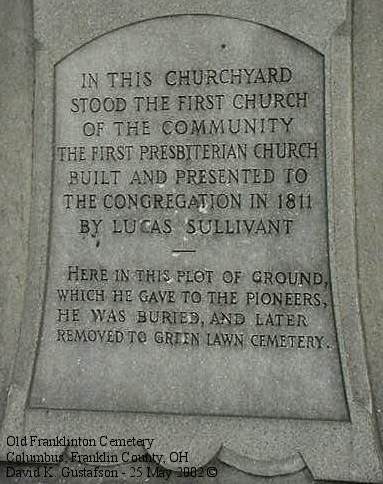 IN THIS CHURCHYARD
STOOD THE FIRST CHURCH
OF THE COMMUNITY
THE FIRST PRESBYTERIAN CHURCH
BUILT AND PRESENTED TO
THE CONGREGATION IN 1811
BY LUCAS SULLIVANT
—
HERE IN THIS PLOT OF GROUND,
WHICH HE GAVE TO THE PIONEERS,
HE WAS BURIED, AND LATER
REMOVED TO GREEN LAWN CEMETERY.
Old Franklinton Cemetery
Columbus, Franklin County, OH
David K. Gustafson - 25 May 2002 ©